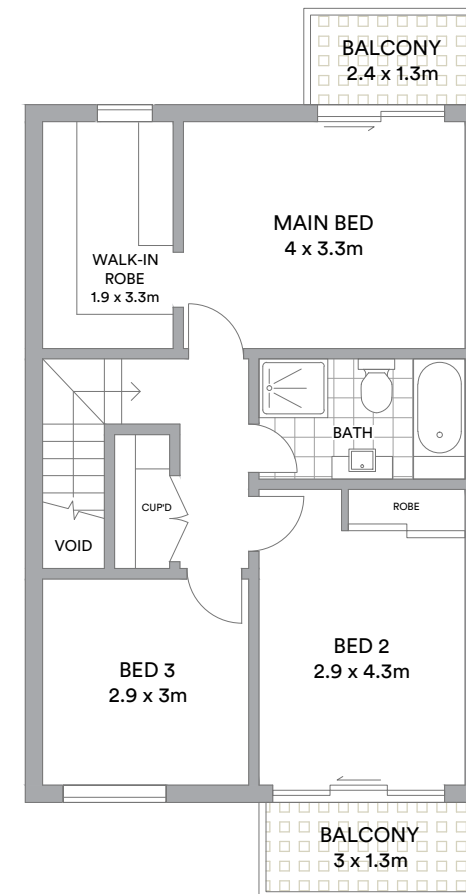 BALCONY
2.4 x 1.3m
MAIN BED
4 x 3.3m
WALK-IN
ROBE
1.9 x 3.3m
BATH
CUP'D
ROBE
VOID
BED 2
2.9 x 4.3m
BED 3
2.9 x 3m
BALCONY
3 x 1.3m